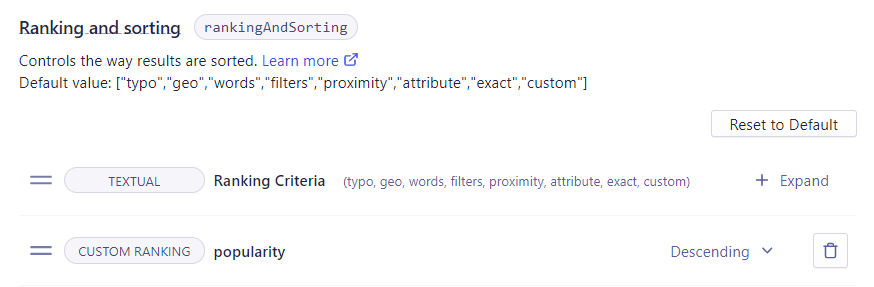 Ranking and sorting rankingAndSorting
Controls the way results are sorted. Learn more
Default value: ["typo","geo","words","filters","proximity","attribute","exact","custom"]
Reset to Default
TEXTUAL Ranking Criteria (typo, geo, words, filters, proximity, attribute, exact, custom) + Expand
CUSTOM RANKING popularity Descending